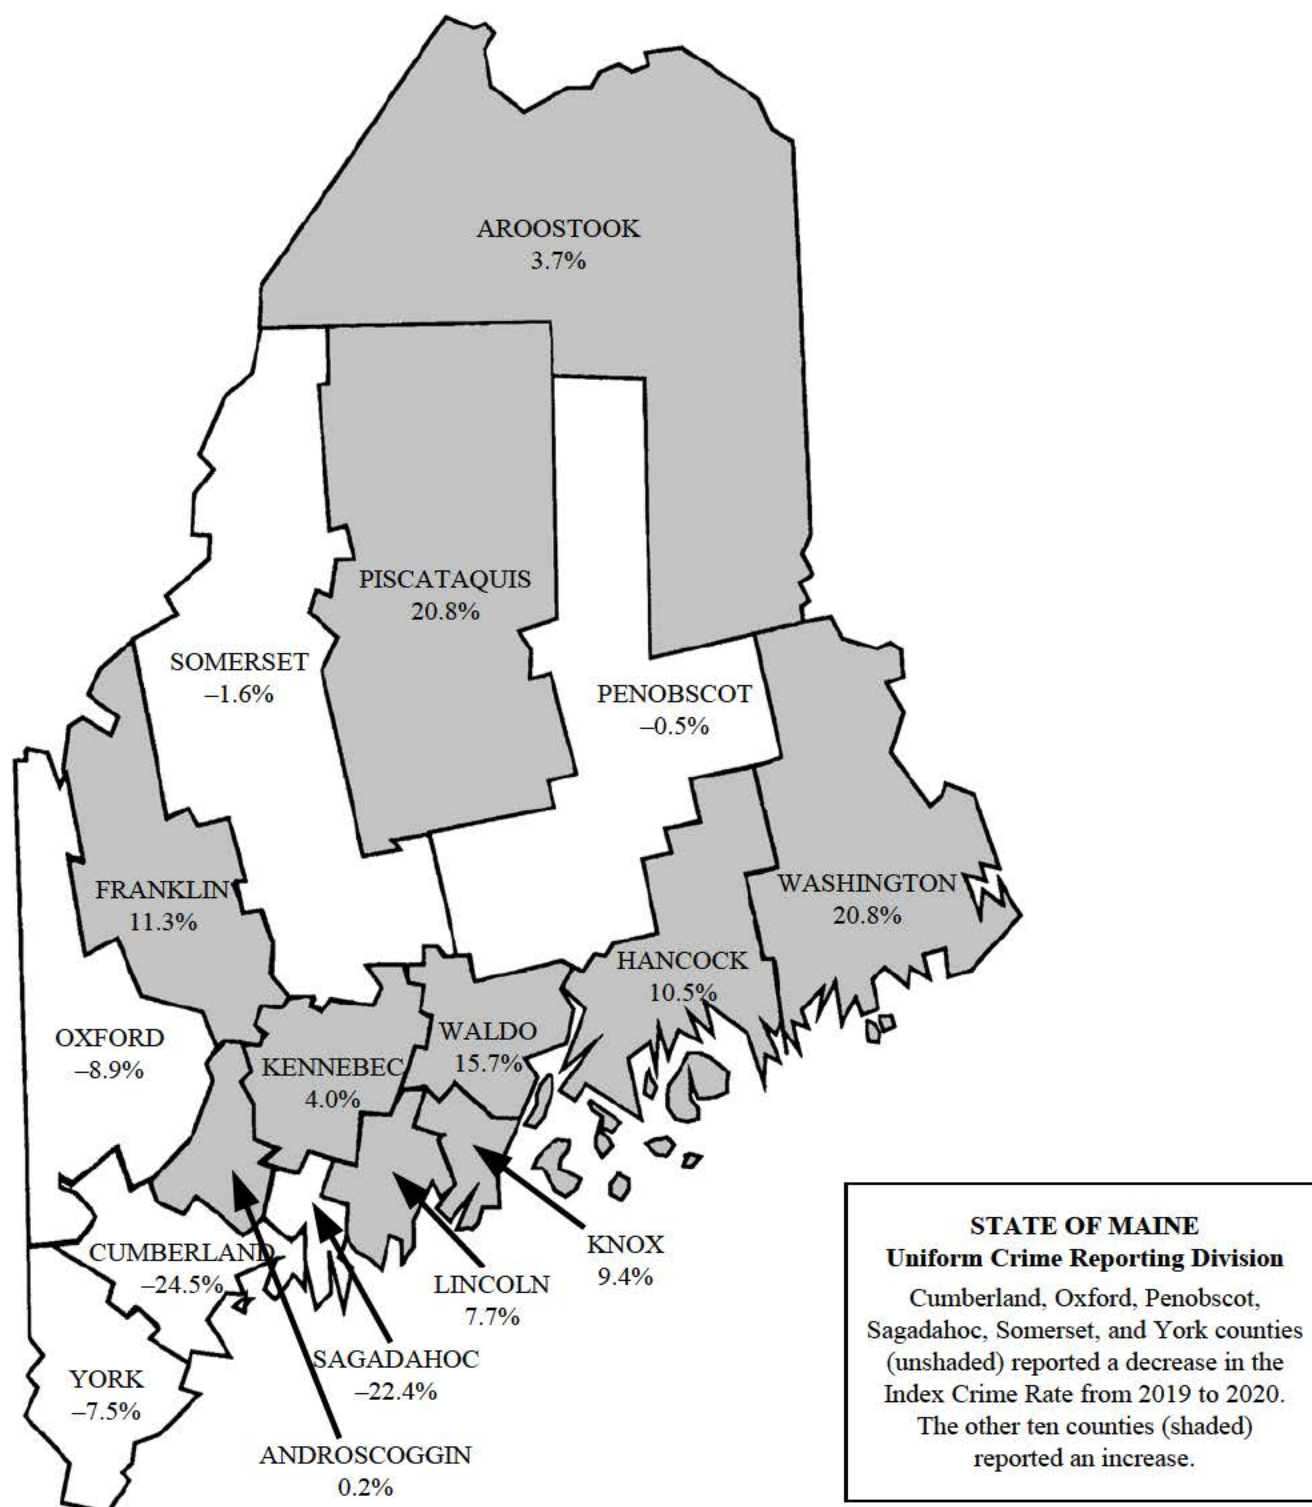 AROOSTOOK
3.7%
PISCATAQUIS
20.8%
SOMERSET
–1.6%
PENOBSCOT
–0.5%
FRANKLIN
11.3%
WASHINGTON
20.8%
HANCOCK
10.5%
OXFORD
–8.9%
WALDO
15.7%
KENNEBEC
4.0%
KNOX
9.4%
CUMBERLAND
–24.5%
LINCOLN
7.7%
SAGADAHOC
–22.4%
YORK
–7.5%
ANDROSCOGGIN
0.2%
STATE OF MAINE
Uniform Crime Reporting Division
Cumberland, Oxford, Penobscot,
Sagadahoc, Somerset, and York counties
(unshaded) reported a decrease in the
Index Crime Rate from 2019 to 2020.
The other ten counties (shaded)
reported an increase.